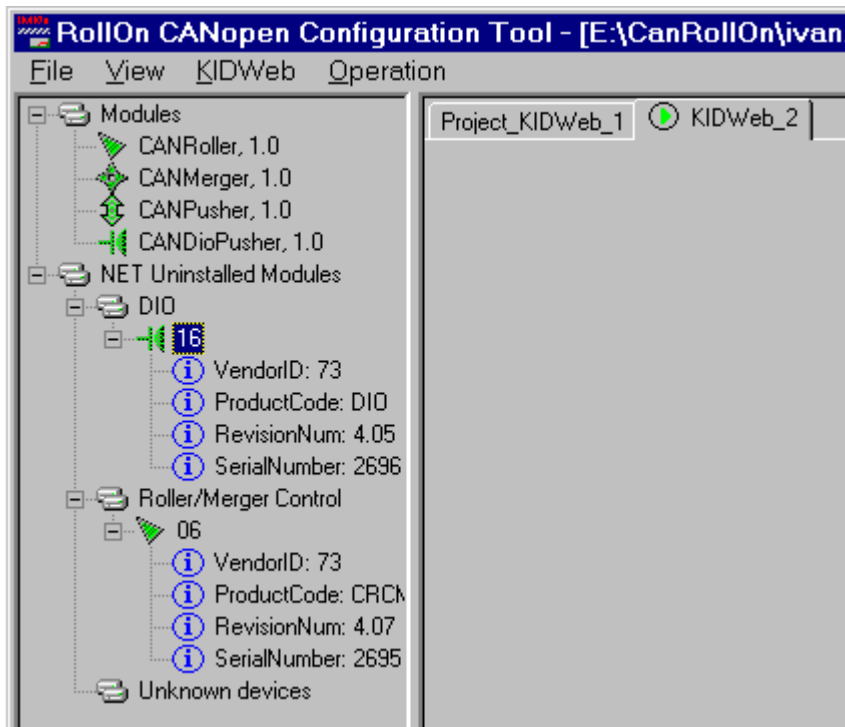 RollOn CANopen Configuration Tool - [E:\CanRollOn\ivan
File View KIDWeb Operation
Modules
CANRoller, 1.0
CANMerger, 1.0
CANPusher, 1.0
CANDioPusher, 1.0
NET Uninstalled Modules
DIO
16
VendorID: 73
ProductCode: DIO
RevisionNum: 4.05
SerialNumber: 2696
Roller/Merger Control
06
VendorID: 73
ProductCode: CRCM
RevisionNum: 4.07
SerialNumber: 2695
Unknown devices
Project_KIDWeb_1 KIDWeb_2